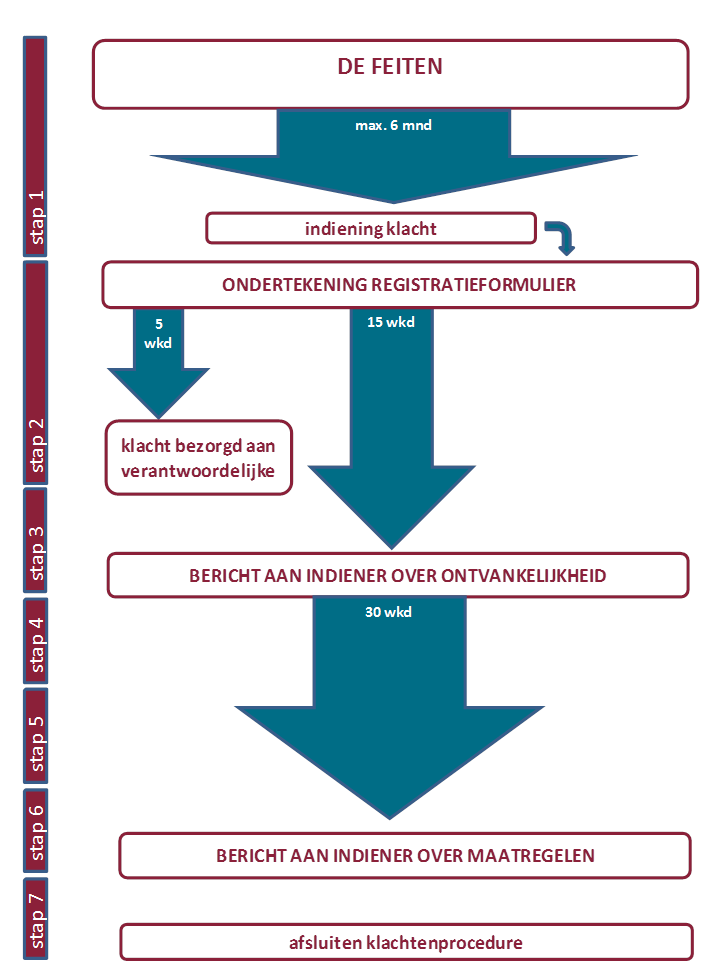 DE FEITEN
max. 6 mnd
stap 1
indiening klacht
ONDERTEKENING REGISTRATIEFORMULIER
5
wkd
15 wkd
stap 2
klacht bezorgd aan
verantwoordelijke
stap 3
BERICHT AAN INDIENER OVER ONTVANKELIJKHEID
30 wkd
stap 4
stap 5
stap 6
BERICHT AAN INDIENER OVER MAATREGELEN
stap 7
afsluiten klachtenprocedure